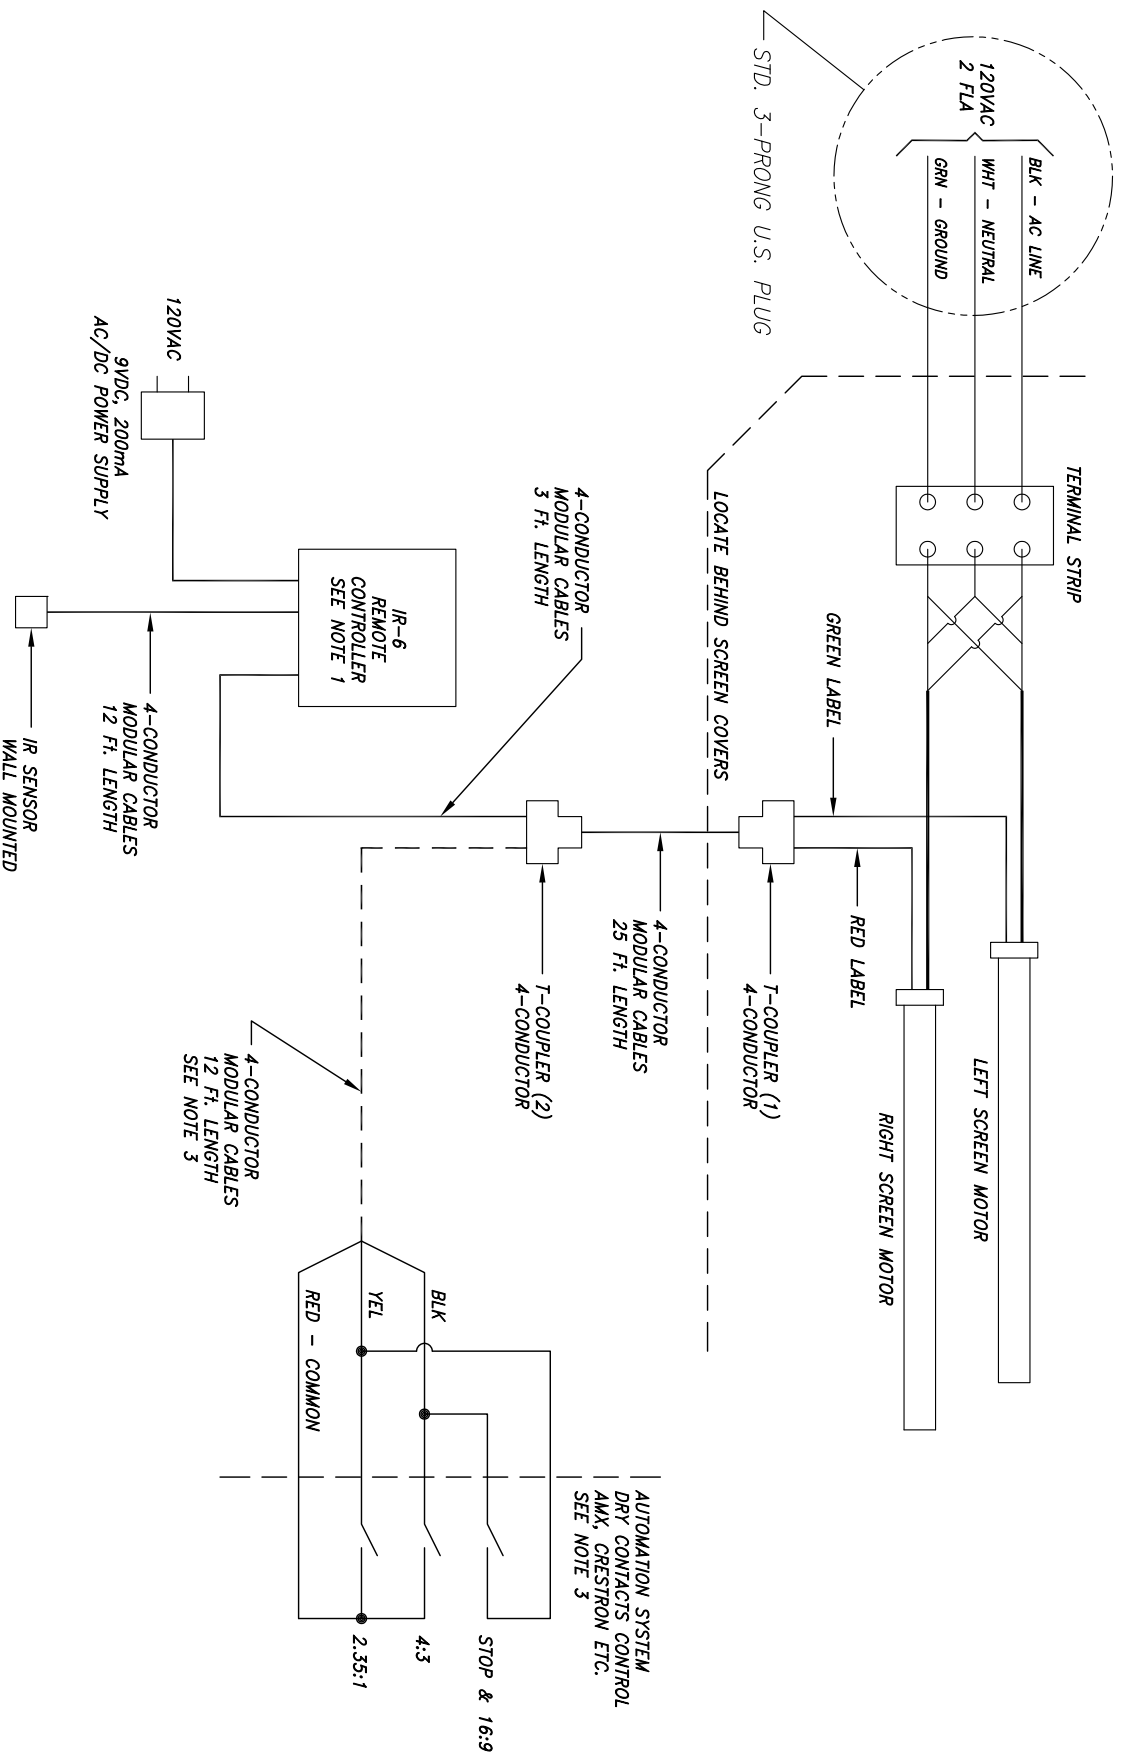 120VAC
2 FLA
BLK - AC LINE
WHT - NEUTRAL
GRN - GROUND
STD. 3-PRONG U.S. PLUG
TERMINAL STRIP
LOCATE BEHIND SCREEN COVERS
GREEN LABEL
RED LABEL
LEFT SCREEN MOTOR
RIGHT SCREEN MOTOR
T-COUPLER (1)
4-CONDUCTOR
4-CONDUCTOR
MODULAR CABLES
25 Ft. LENGTH
T-COUPLER (2)
4-CONDUCTOR
4-CONDUCTOR
MODULAR CABLES
3 Ft. LENGTH
IR-6
REMOTE
CONTROLLER
SEE NOTE 1
120VAC
9VDC, 200mA
AC/DC POWER SUPPLY
4-CONDUCTOR
MODULAR CABLES
12 Ft. LENGTH
IR SENSOR
WALL MOUNTED
4-CONDUCTOR
MODULAR CABLES
12 Ft. LENGTH
SEE NOTE 3
BLK
YEL
RED - COMMON
AUTOMATION SYSTEM
DRY CONTACTS CONTROL
AMX, CRESTRON ETC.
SEE NOTE 3
STOP & 16:9
4:3
2.35:1